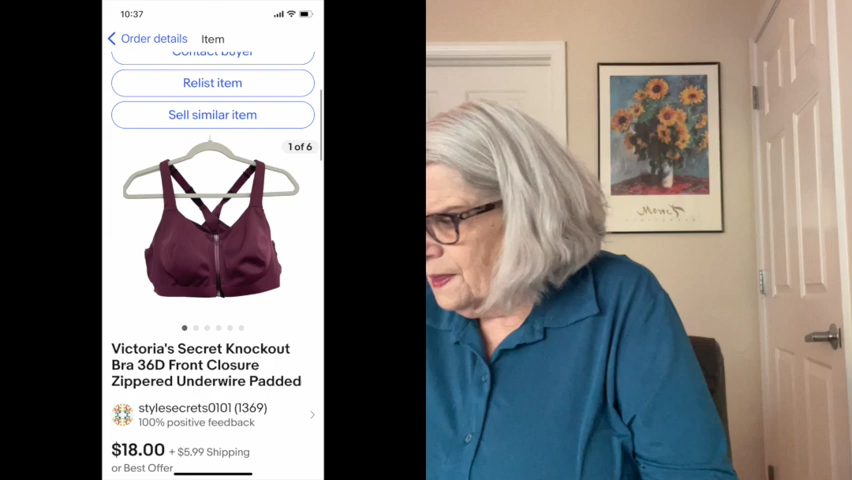 10:37
Order details
Item
Contact buyer
Relist item
Sell similar item
1 of 6
Victoria's Secret Knockout
Bra 36D Front Closure
Zippered Underwire Padded
stylesecrets0101 (1369)
100% positive feedback
$18.00 + $5.99 Shipping
or Best Offer
Monet